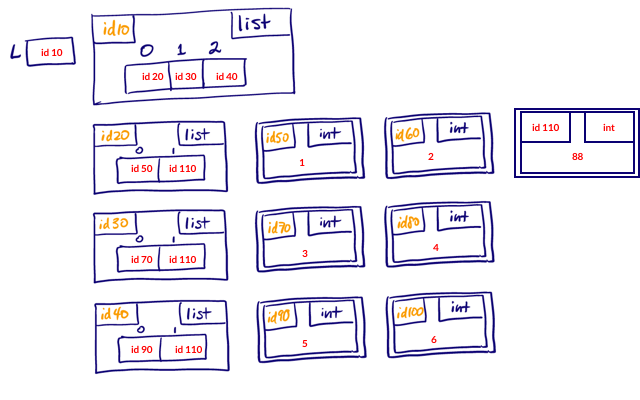 id10 list
0 1 2
L id 10
id 20 id 30 id 40
id20 list
0 1
id 50 id 110
id50 int
1
id60 int
2
id 110 int
88
id30 list
0 1
id 70 id 110
id70 int
3
id80 int
4
id40 list
0 1
id 90 id 110
id90 int
5
id100 int
6